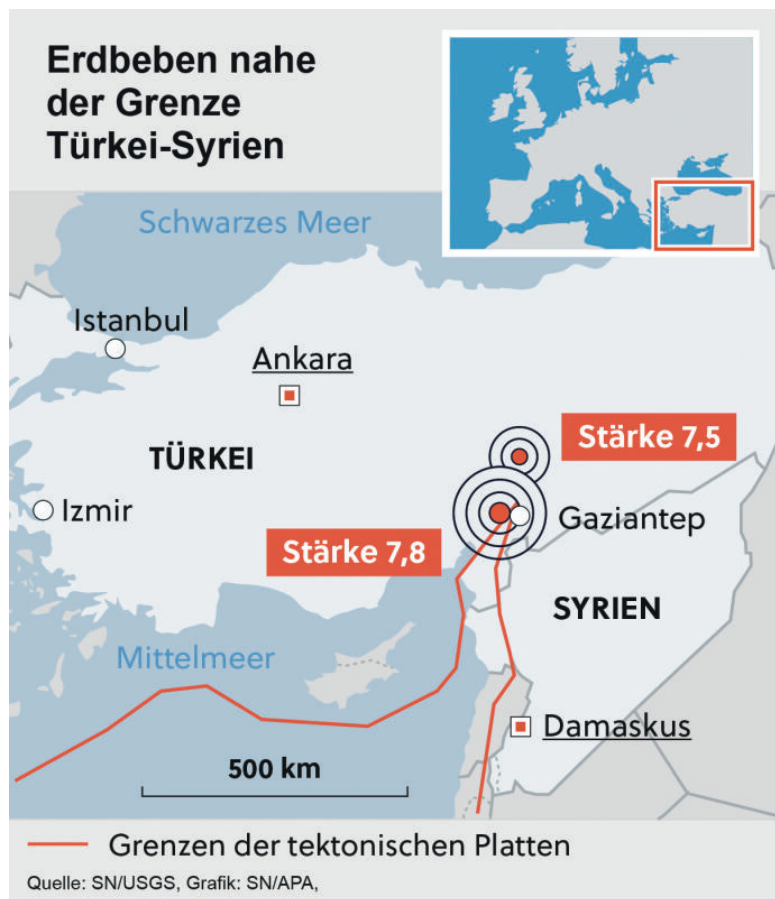 Erdbeben nahe
der Grenze
Türkei-Syrien
Schwarzes Meer
Istanbul
Ankara
Stärke 7,5
TÜRKEI
Izmir
Gaziantep
Stärke 7,8
SYRIEN
Mittelmeer
Damaskus
500 km
Grenzen der tektonischen Platten
Quelle: SN/USGS, Grafik: SN/APA,